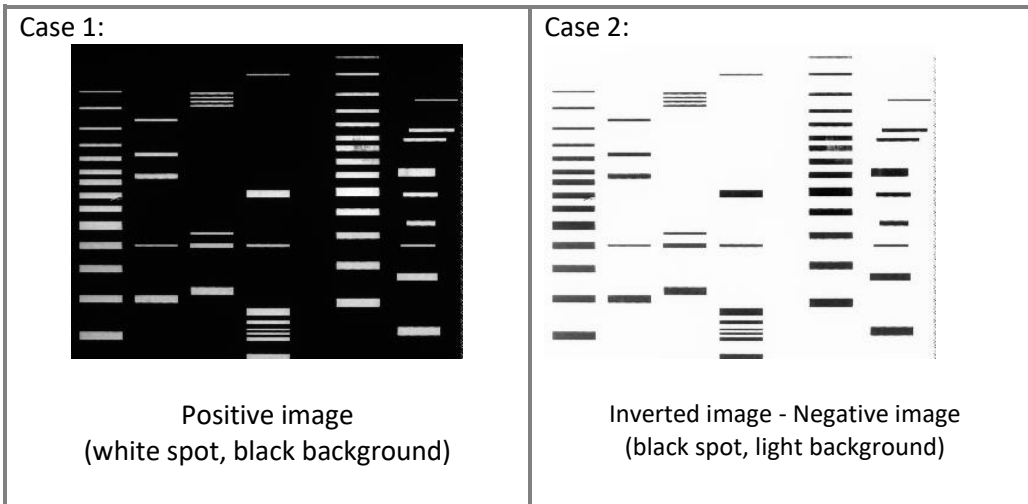 Case 1:
Positive image
(white spot, black background)
Case 2:
Inverted image - Negative image
(black spot, light background)